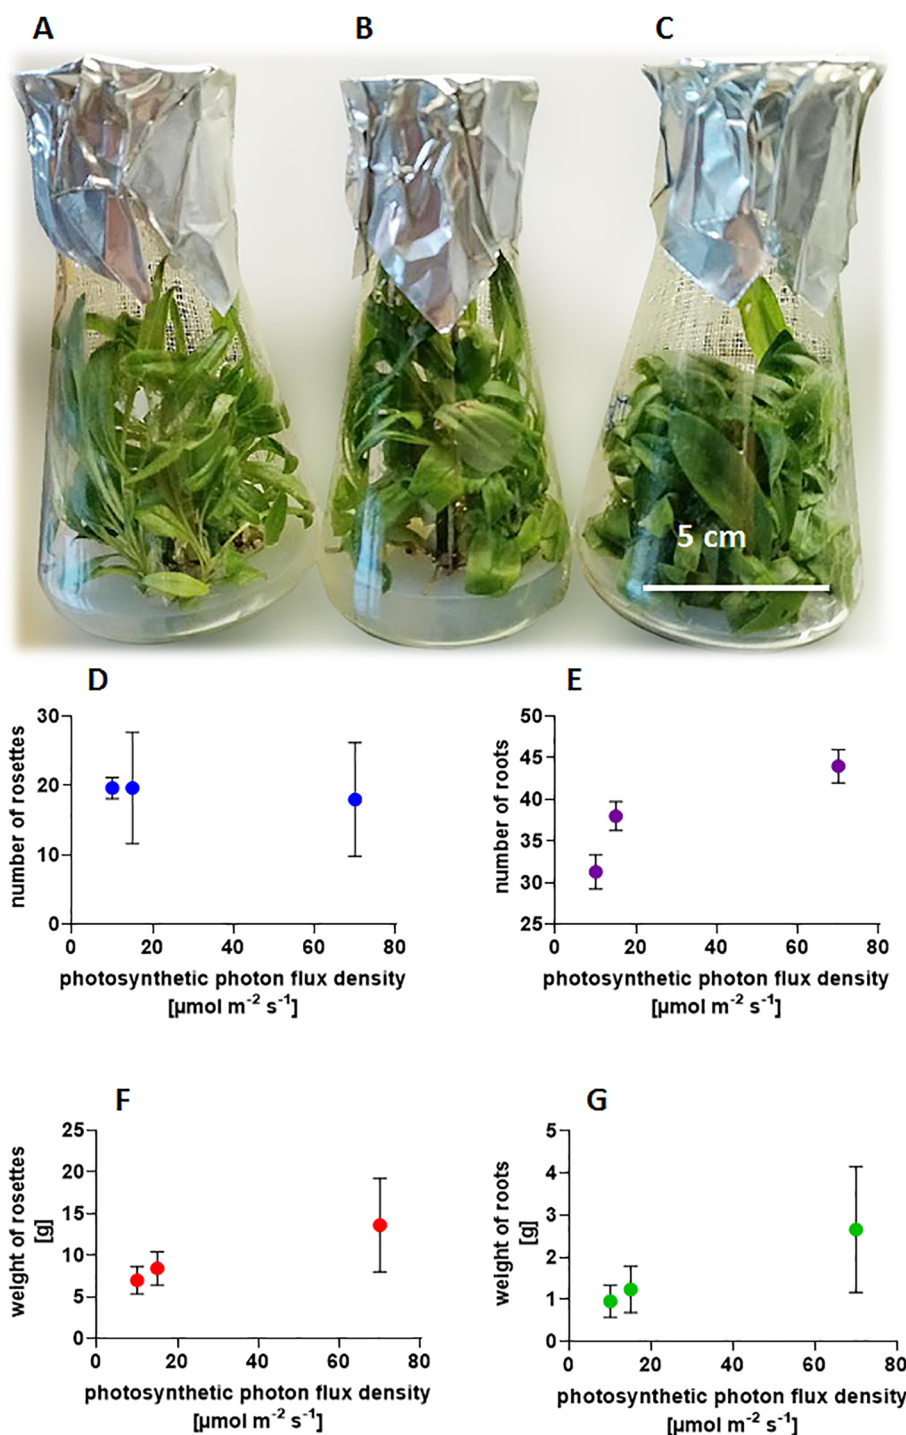 A B C
5 cm
D E
30
20
10
0
number of rosettes
0 20 40 60 80
photosynthetic photon flux density
[µmol m⁻² s⁻¹]
50
45
40
35
30
25
number of roots
0 20 40 60 80
photosynthetic photon flux density
[µmol m⁻² s⁻¹]
F G
25
20
15
10
5
0
weight of rosettes
[g]
0 20 40 60 80
photosynthetic photon flux density
[µmol m⁻² s⁻¹]
5
4
3
2
1
0
weight of roots
[g]
0 20 40 60 80
photosynthetic photon flux density
[µmol m⁻² s⁻¹]